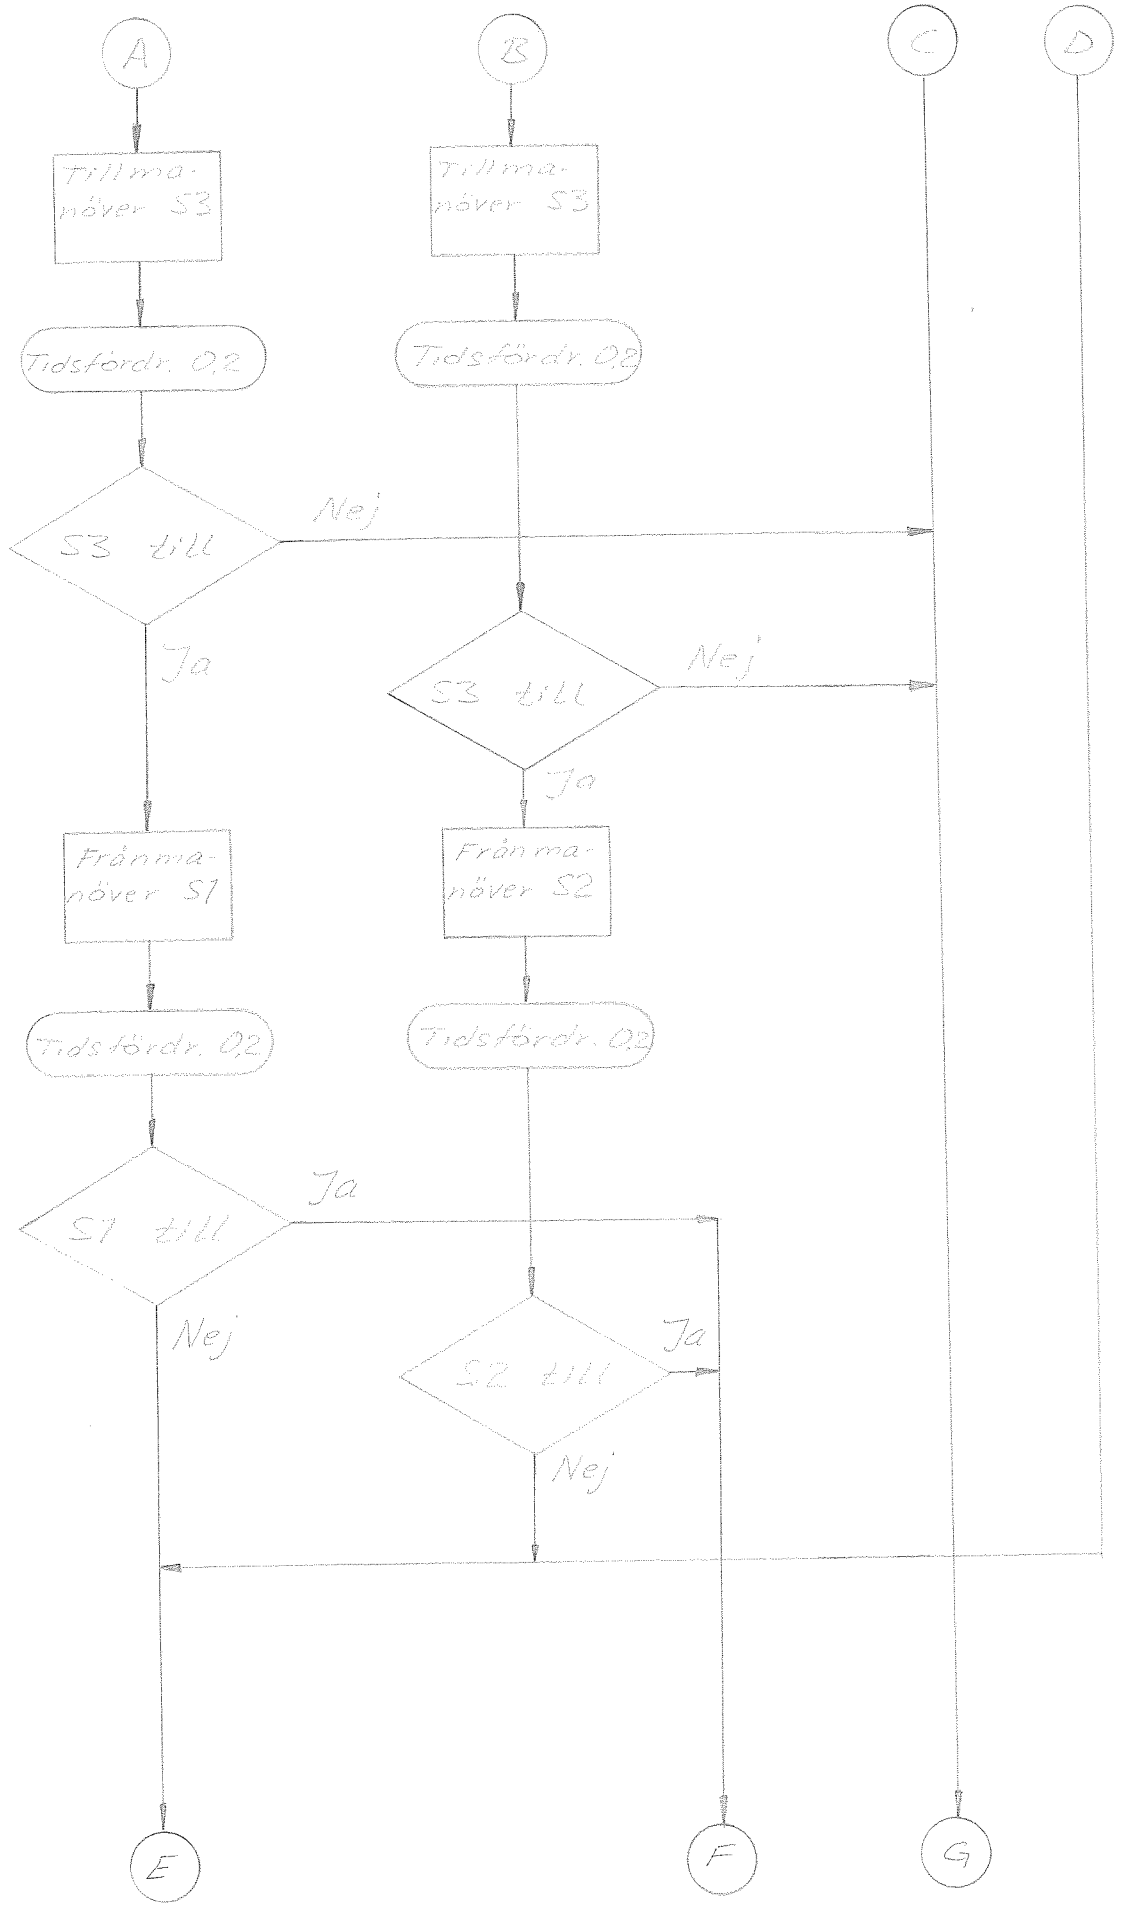 A
B
C
D
Tillma-
növer S3
Tillma-
növer S3
Tidsfördr. 0,2
Tidsfördr. 0,2
Nej
S3 till
Ja
Nej
S3 till
Ja
Frånma-
növer S1
Frånma-
növer S2
Tidsfördr. 0,2
Tidsfördr. 0,2
Ja
S1 till
Nej
Ja
S2 till
Nej
E
F
G